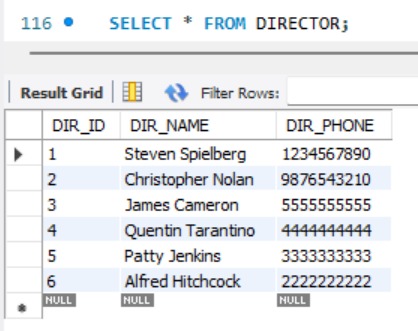 116 SELECT * FROM DIRECTOR;
Result Grid Filter Rows:
DIR_ID DIR_NAME DIR_PHONE
1 Steven Spielberg 1234567890
2 Christopher Nolan 9876543210
3 James Cameron 5555555555
4 Quentin Tarantino 4444444444
5 Patty Jenkins 3333333333
6 Alfred Hitchcock 2222222222
NULL NULL NULL